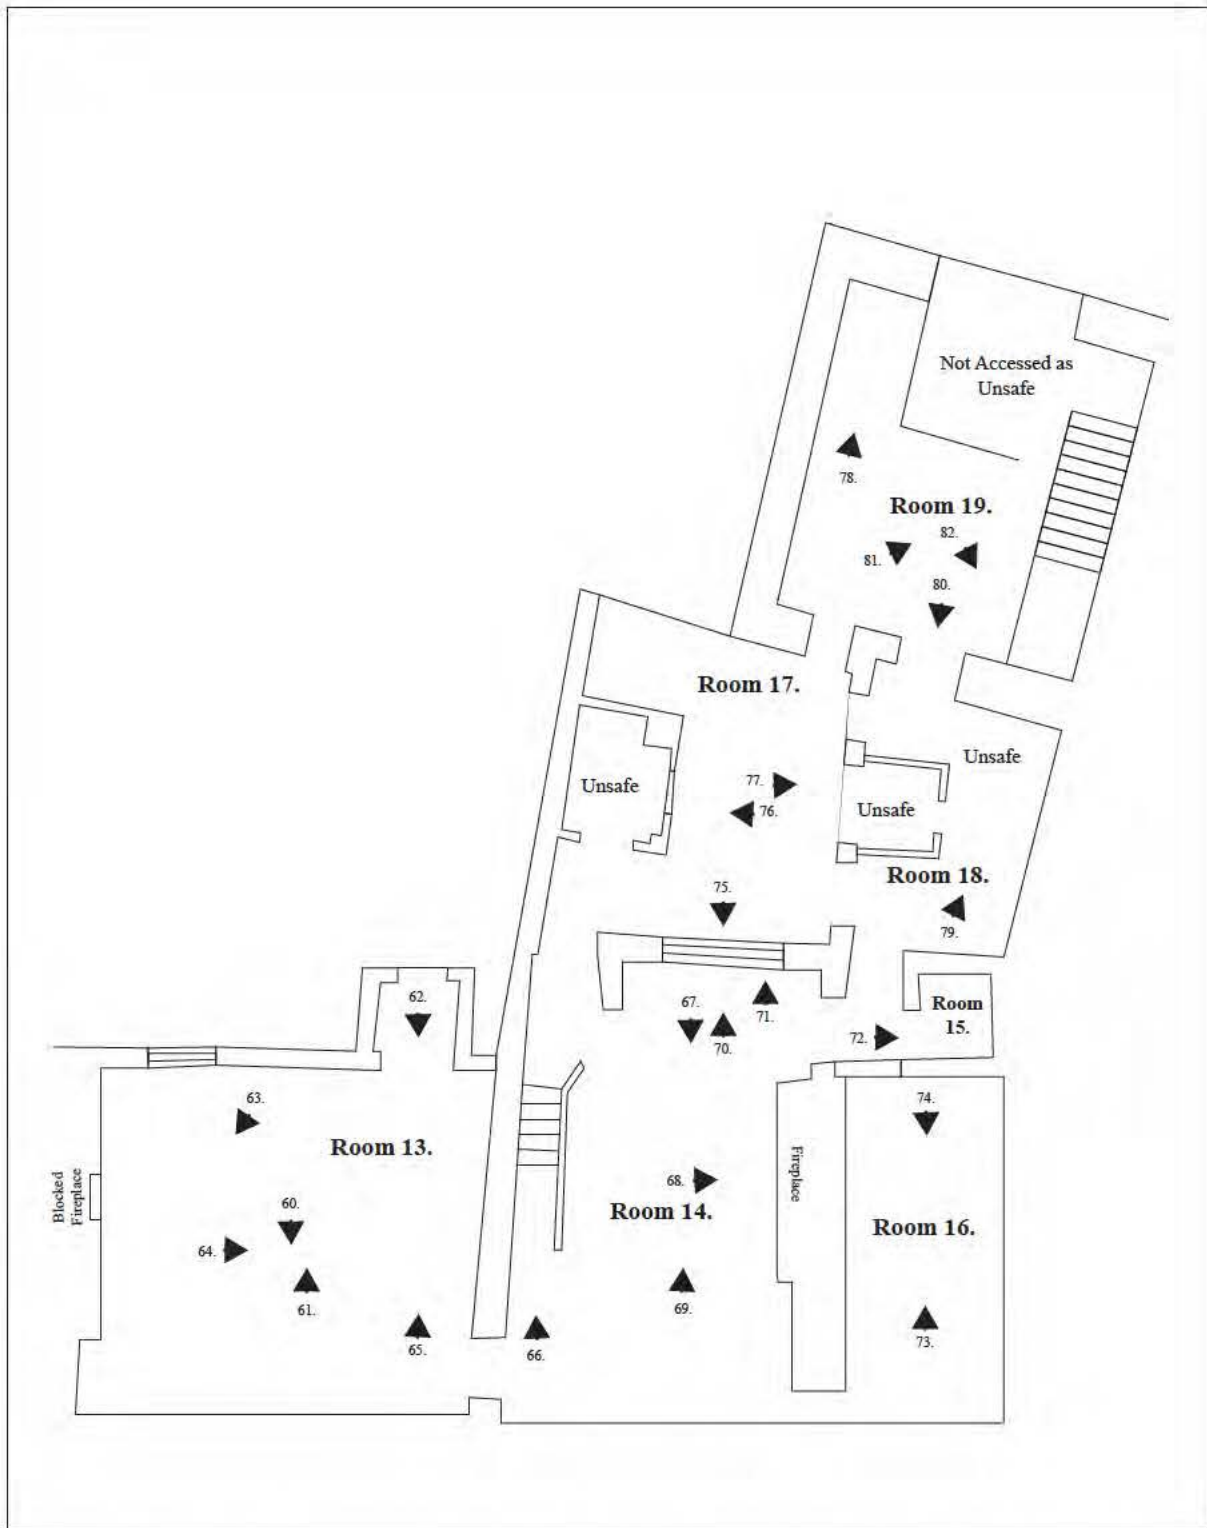 Not Accessed as
Unsafe
78.
Room 19.
82.
81.
80.
Room 17.
Unsafe
77.
76.
Unsafe
Unsafe
75.
Room 18.
79.
62.
67.
71.
70.
72.
Room
15.
63.
Room 13.
Blocked
Fireplace
60.
64.
61.
65.
66.
68.
Room 14.
69.
Fireplace
74.
Room 16.
73.